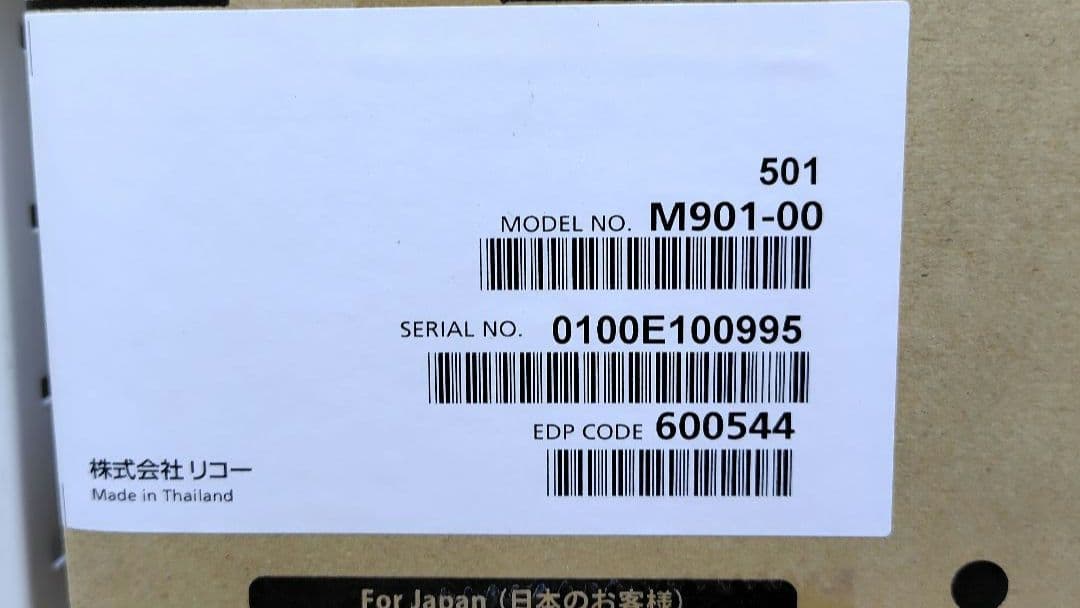 501
MODEL NO. M901-00
SERIAL NO. 0100E100995
EDP CODE 600544
株式会社 リコー
Made in Thailand
For Japan (日本のお客様)